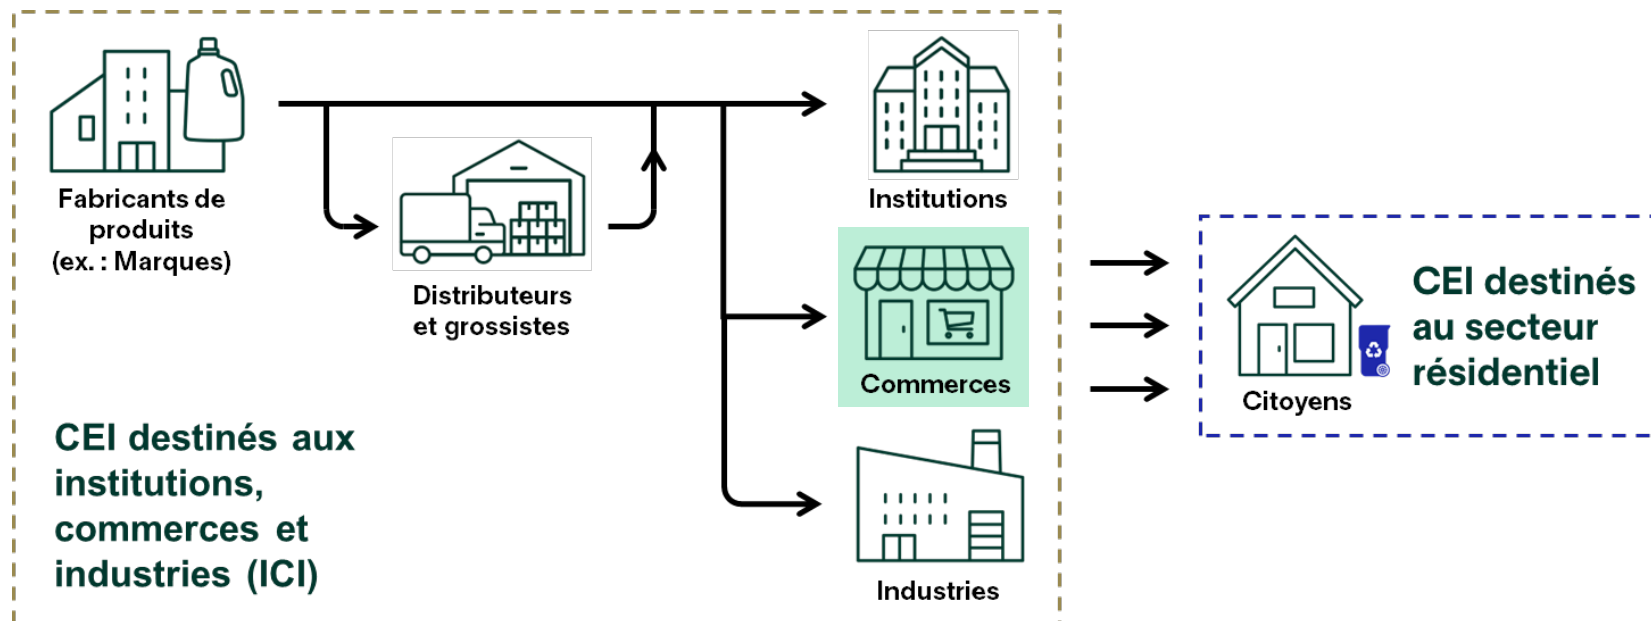 Fabricants de
produits
(ex. : Marques)
Distributeurs
et grossistes
CEI destinés aux
institutions,
commerces et
industries (ICI)
Institutions
Commerces
Industries
Citoyens
CEI destinés
au secteur
résidentiel